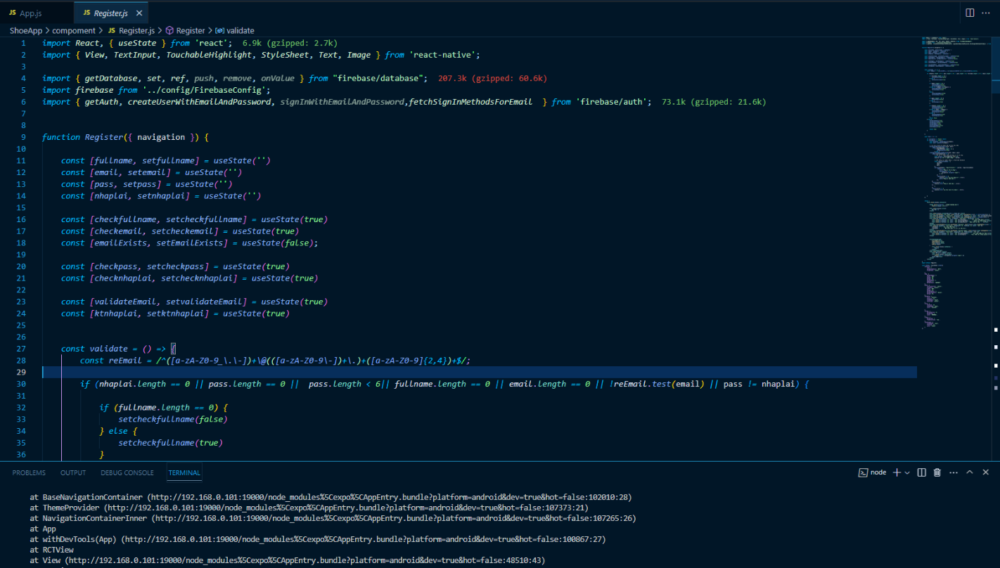 JS App.js
JS Register.js ×
ShoeApp > compoment > JS Register.js > Register > validate
1 import React, { useState } from 'react'; 6.9k (gzipped: 2.7k)
2 import { View, TextInput, TouchableHighlight, StyleSheet, Text, Image } from 'react-native';
3
4 import { getDatabase, set, ref, push, remove, onValue } from "firebase/database"; 207.3k (gzipped: 60.6k)
5 import firebase from '../config/FirebaseConfig';
6 import { getAuth, createUserWithEmailAndPassword, signInWithEmailAndPassword,fetchSignInMethodsForEmail  } from 'firebase/auth'; 73.1k (gzipped: 21.6k)
7
8
9 function Register({ navigation }) {
10
11 const [fullname, setfullname] = useState('')
12 const [email, setemail] = useState('')
13 const [pass, setpass] = useState('')
14 const [nhaplai, setnhaplai] = useState('')
15
16 const [checkfullname, setcheckfullname] = useState(true)
17 const [checkemail, setcheckemail] = useState(true)
18 const [emailExists, setEmailExists] = useState(false);
19
20 const [checkpass, setcheckpass] = useState(true)
21 const [checknhaplai, setchecknhaplai] = useState(true)
22
23 const [validateEmail, setvalidateEmail] = useState(true)
24 const [ktnhaplai, setktnhaplai] = useState(true)
25
26
27 const validate = () => {
28 const reEmail = /^([a-zA-Z0-9_\.\-])+\@(([a-zA-Z0-9\-])+\.)+([a-zA-Z0-9]{2,4})+$/;
29
30 if (nhaplai.length == 0 || pass.length == 0 ||  pass.length < 6|| fullname.length == 0 || email.length == 0 || !reEmail.test(email) || pass != nhaplai) {
31
32 if (fullname.length == 0) {
33 setcheckfullname(false)
34 } else {
35 setcheckfullname(true)
36 }
PROBLEMS OUTPUT DEBUG CONSOLE TERMINAL node
at BaseNavigationContainer (http://192.168.0.101:19000/node_modules%5Cexpo%5CAppEntry.bundle?platform=android&dev=true&hot=false:102010:28)
at ThemeProvider (http://192.168.0.101:19000/node_modules%5Cexpo%5CAppEntry.bundle?platform=android&dev=true&hot=false:107373:21)
at NavigationContainerInner (http://192.168.0.101:19000/node_modules%5Cexpo%5CAppEntry.bundle?platform=android&dev=true&hot=false:107265:26)
at App
at withDevTools(App) (http://192.168.0.101:19000/node_modules%5Cexpo%5CAppEntry.bundle?platform=android&dev=true&hot=false:100867:27)
at RCTView
at View (http://192.168.0.101:19000/node_modules%5Cexpo%5CAppEntry.bundle?platform=android&dev=true&hot=false:48510:43)